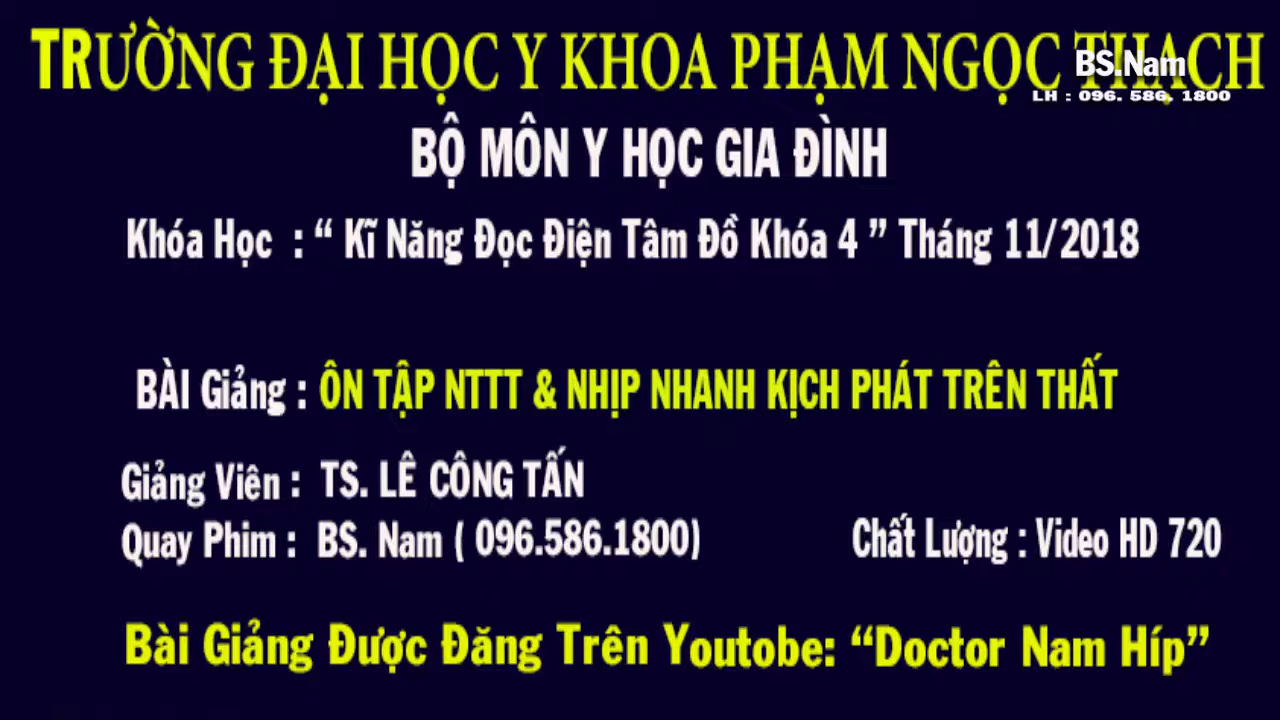 TRƯỜNG ĐẠI HỌC Y KHOA PHẠM NGỌC THẠCH
BS.Nam
LH : 096. 586. 1800
BỘ MÔN Y HỌC GIA ĐÌNH
Khóa Học : “ Kĩ Năng Đọc Điện Tâm Đồ Khóa 4 ” Tháng 11/2018
BÀI Giảng : ÔN TẬP NTTT & NHỊP NHANH KỊCH PHÁT TRÊN THẤT
Giảng Viên : TS. LÊ CÔNG TẤN
Quay Phim : BS. Nam ( 096.586.1800) Chất Lượng : Video HD 720
Bài Giảng Được Đăng Trên Youtobe: “Doctor Nam Híp”